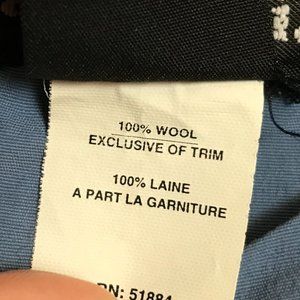 100% WOOL
EXCLUSIVE OF TRIM
100% LAINE
A PART LA GARNITURE
RN: 51884